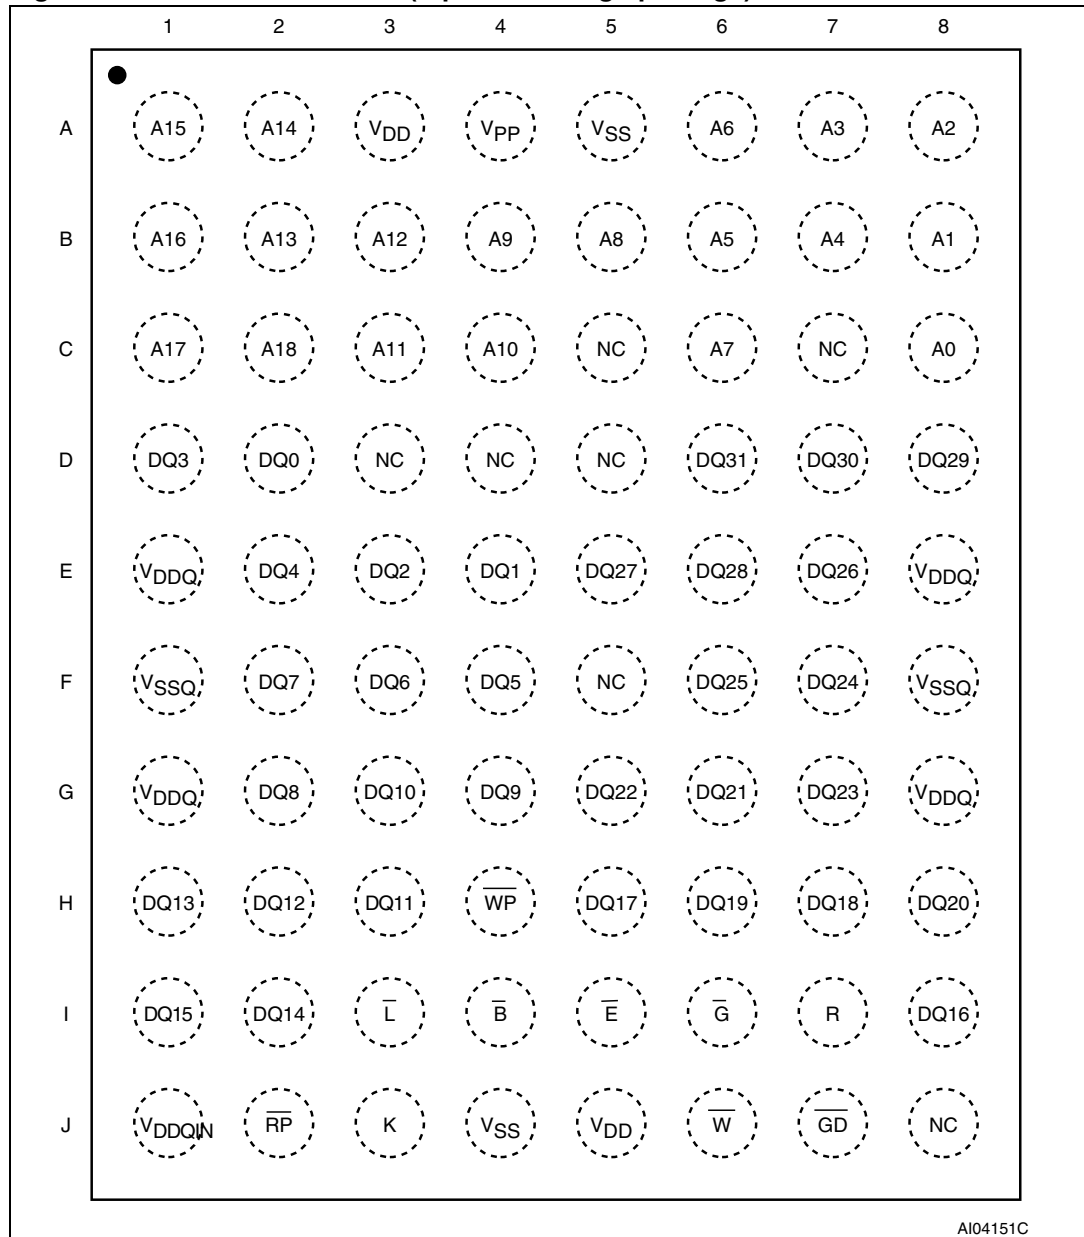 1 2 3 4 5 6 7 8
A A15 A14 VDD VPP VSS A6 A3 A2
B A16 A13 A12 A9 A8 A5 A4 A1
C A17 A18 A11 A10 NC A7 NC A0
D DQ3 DQ0 NC NC NC DQ31 DQ30 DQ29
E VDDQ DQ4 DQ2 DQ1 DQ27 DQ28 DQ26 VDDQ
F VSSQ DQ7 DQ6 DQ5 NC DQ25 DQ24 VSSQ
G VDDQ DQ8 DQ10 DQ9 DQ22 DQ21 DQ23 VDDQ
H DQ13 DQ12 DQ11 W̅P̅ DQ17 DQ19 DQ18 DQ20
I DQ15 DQ14 L̅ B̅ E̅ G̅ R DQ16
J VDDQIN R̅P̅ K VSS VDD W̅ G̅D̅ NC
AI04151C